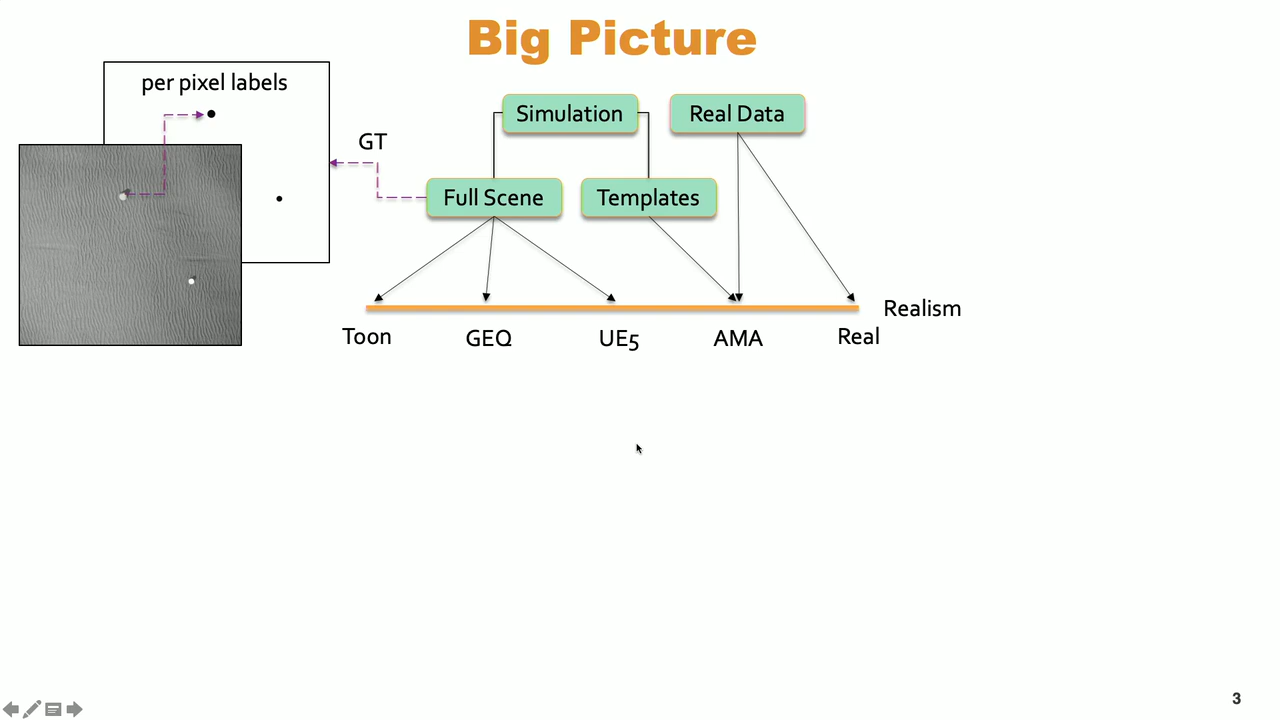 Big Picture
per pixel labels
Simulation
Real Data
GT
Full Scene
Templates
Realism
Toon
GEQ
UE5
AMA
Real
3